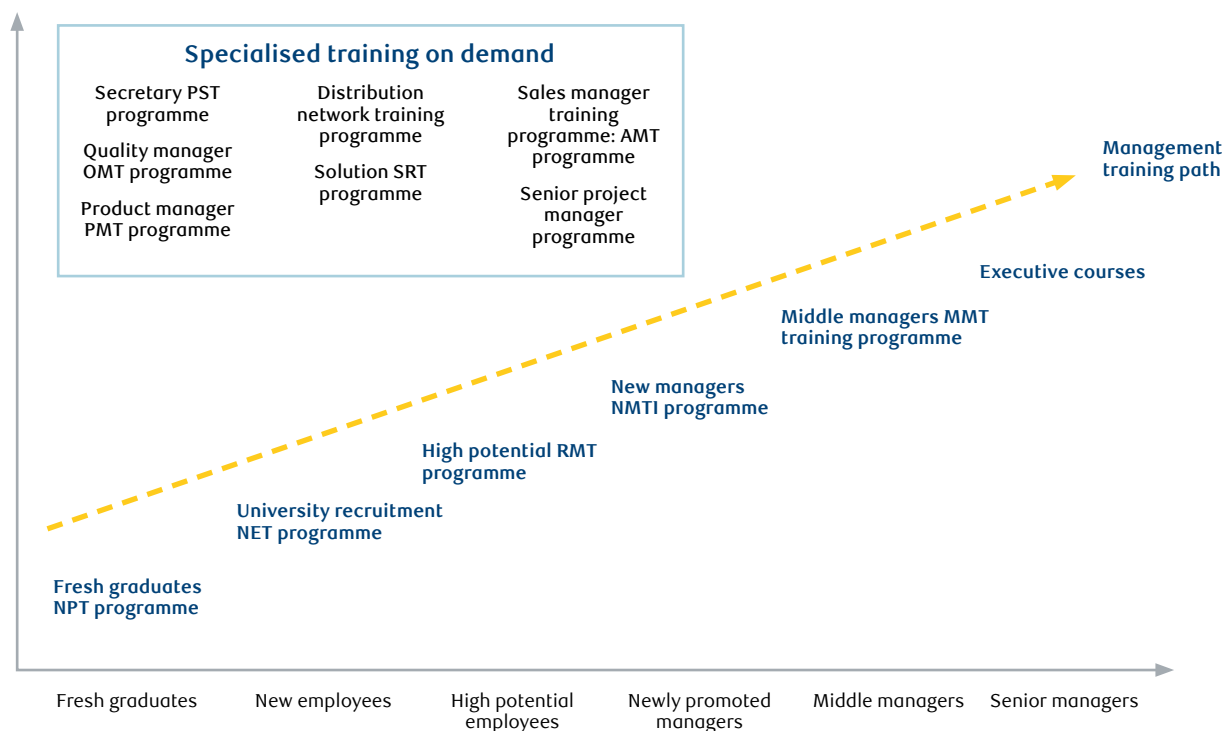 Specialised training on demand
Secretary PST
programme
Quality manager
OMT programme
Product manager
PMT programme
Distribution
network training
programme
Solution SRT
programme
Sales manager
training
programme: AMT
programme
Senior project
manager
programme
Management
training path
Executive courses
Middle managers MMT
training programme
New managers
NMTI programme
High potential RMT
programme
University recruitment
NET programme
Fresh graduates
NPT programme
Fresh graduates
New employees
High potential
employees
Newly promoted
managers
Middle managers
Senior managers